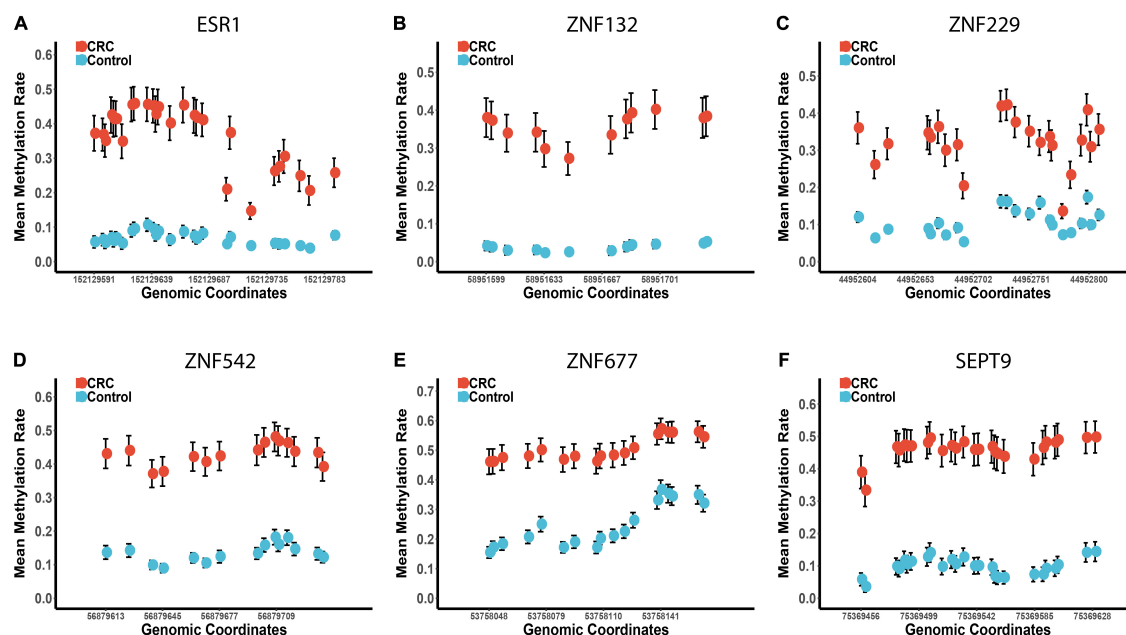 A ESR1
CRC
Control
Mean Methylation Rate
0.6
0.5
0.4
0.3
0.2
0.1
0.0
152129591 152129639 152129687 152129735 152129783
Genomic Coordinates
B ZNF132
CRC
Control
Mean Methylation Rate
0.5
0.4
0.3
0.2
0.1
0.0
58951599 58951633 58951667 58951701
Genomic Coordinates
C ZNF229
CRC
Control
Mean Methylation Rate
0.5
0.4
0.3
0.2
0.1
0.0
44952604 44952653 44952702 44952751 44952800
Genomic Coordinates
D ZNF542
CRC
Control
Mean Methylation Rate
0.6
0.5
0.4
0.3
0.2
0.1
0.0
56879613 56879645 56879677 56879709
Genomic Coordinates
E ZNF677
CRC
Control
Mean Methylation Rate
0.7
0.6
0.5
0.4
0.3
0.2
0.1
0.0
53758048 53758079 53758110 53758141
Genomic Coordinates
F SEPT9
CRC
Control
Mean Methylation Rate
0.6
0.5
0.4
0.3
0.2
0.1
0.0
75369456 75369499 75369542 75369585 75369628
Genomic Coordinates